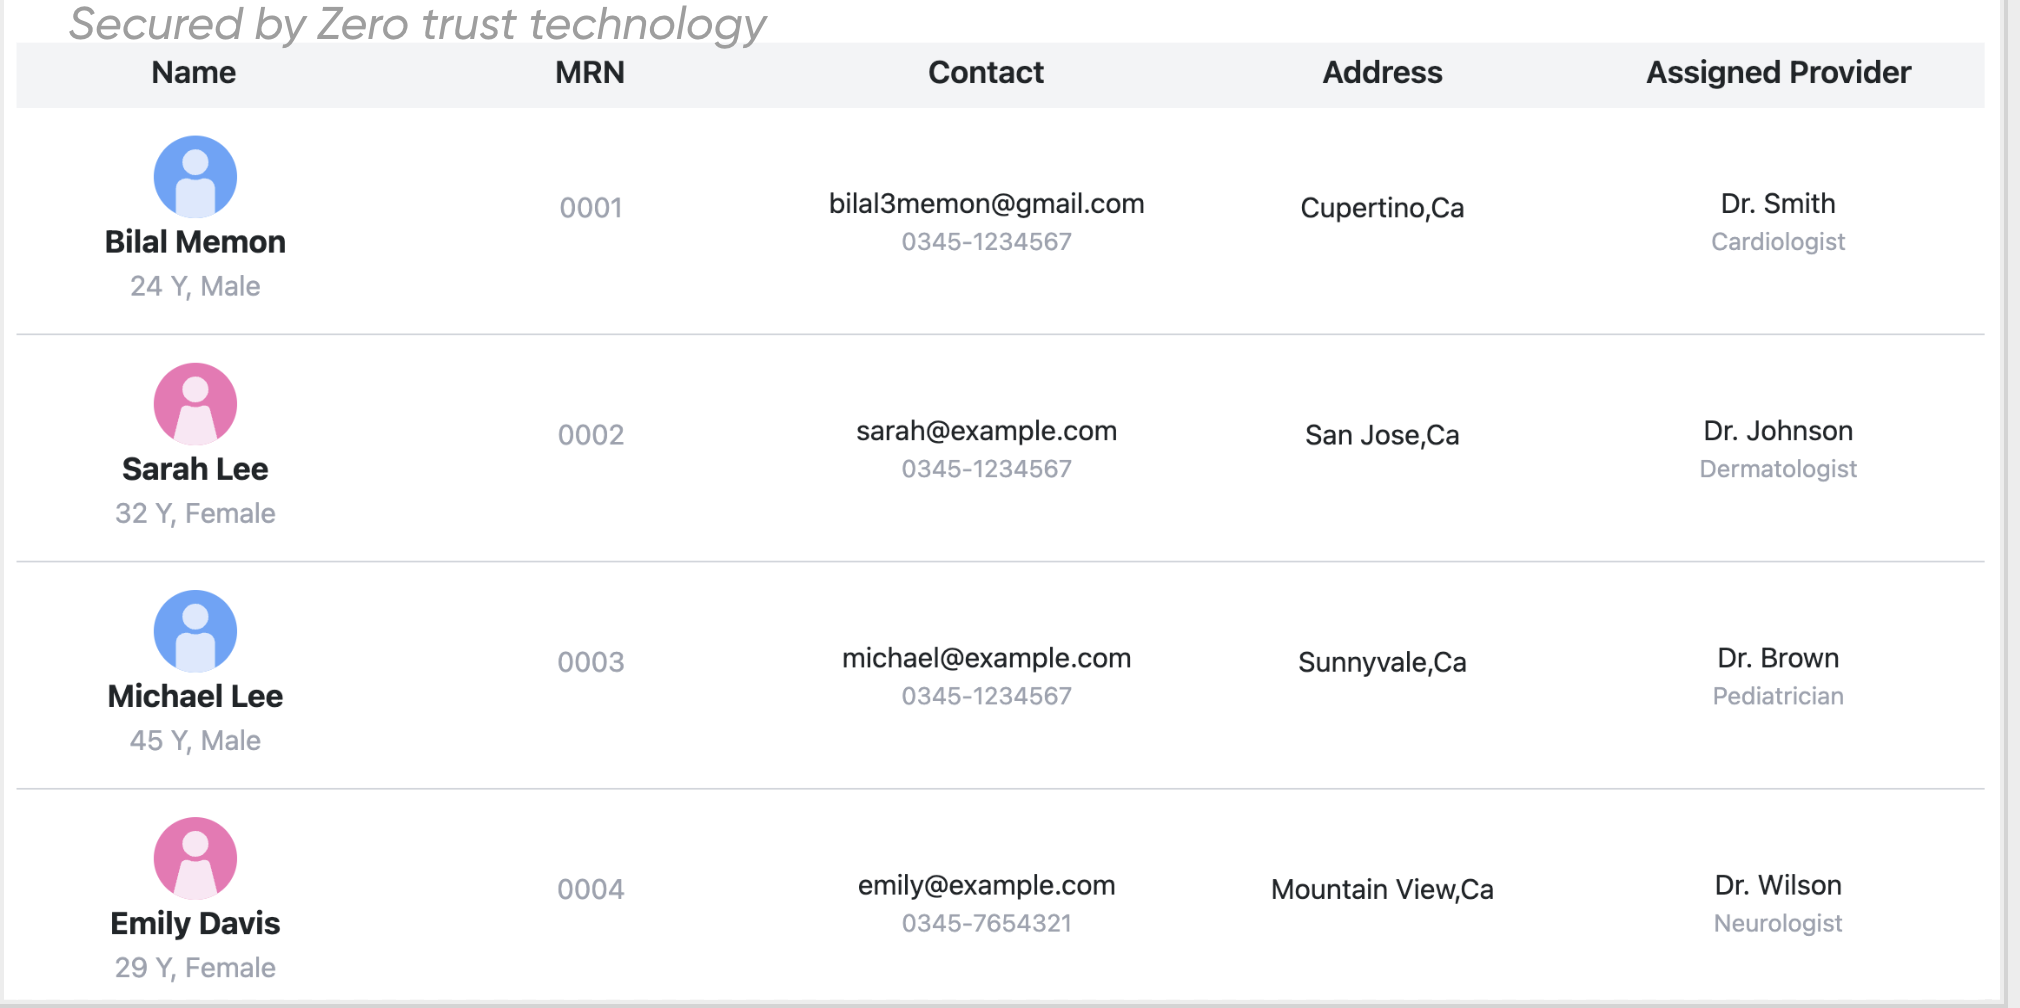 Secured by Zero trust technology
Name MRN Contact Address Assigned Provider
Bilal Memon
24 Y, Male
0001
bilal3memon@gmail.com
0345-1234567
Cupertino,Ca
Dr. Smith
Cardiologist
Sarah Lee
32 Y, Female
0002
sarah@example.com
0345-1234567
San Jose,Ca
Dr. Johnson
Dermatologist
Michael Lee
45 Y, Male
0003
michael@example.com
0345-1234567
Sunnyvale,Ca
Dr. Brown
Pediatrician
Emily Davis
29 Y, Female
0004
emily@example.com
0345-7654321
Mountain View,Ca
Dr. Wilson
Neurologist